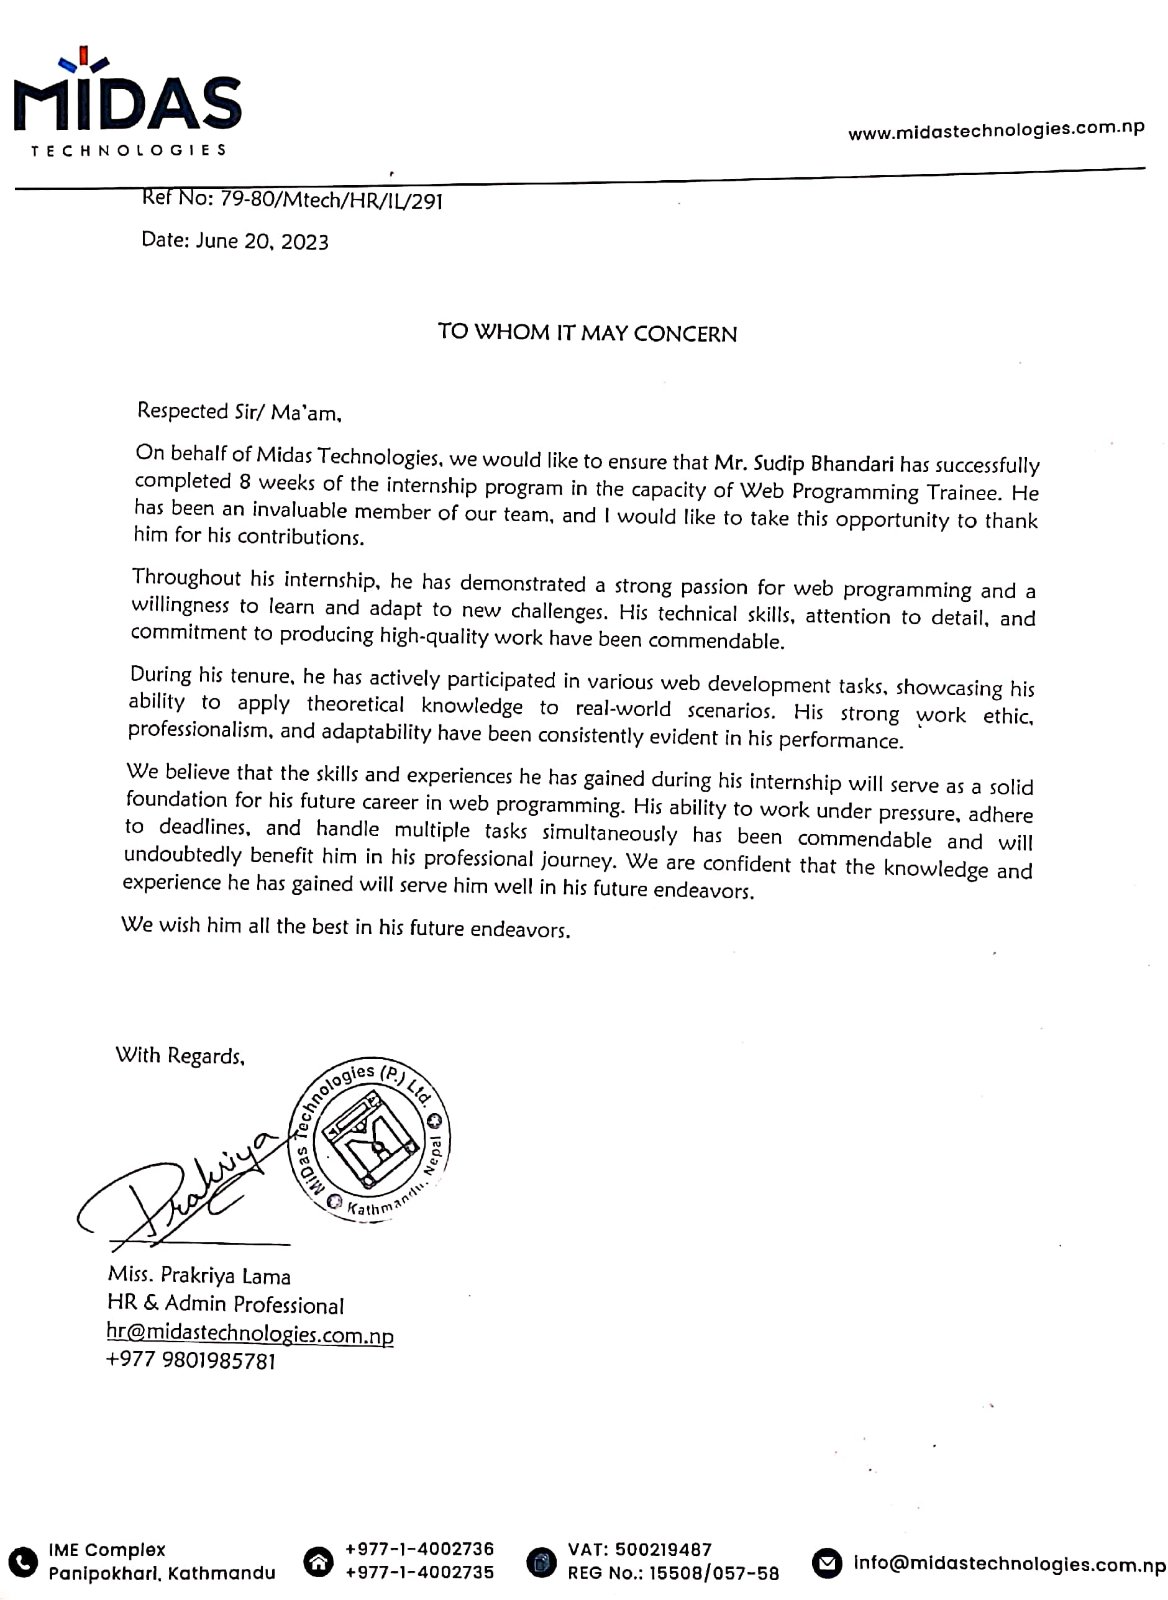 MIDAS
TECHNOLOGIES
www.midastechnologies.com.np
Ref No: 79-80/Mtech/HR/IL/291
Date: June 20, 2023
TO WHOM IT MAY CONCERN
Respected Sir/ Ma'am,
On behalf of Midas Technologies, we would like to ensure that Mr. Sudip Bhandari has successfully
completed 8 weeks of the internship program in the capacity of Web Programming Trainee. He
has been an invaluable member of our team, and I would like to take this opportunity to thank
him for his contributions.
Throughout his internship, he has demonstrated a strong passion for web programming and a
willingness to learn and adapt to new challenges. His technical skills, attention to detail, and
commitment to producing high-quality work have been commendable.
During his tenure, he has actively participated in various web development tasks, showcasing his
ability to apply theoretical knowledge to real-world scenarios. His strong work ethic,
professionalism, and adaptability have been consistently evident in his performance.
We believe that the skills and experiences he has gained during his internship will serve as a solid
foundation for his future career in web programming. His ability to work under pressure, adhere
to deadlines, and handle multiple tasks simultaneously has been commendable and will
undoubtedly benefit him in his professional journey. We are confident that the knowledge and
experience he has gained will serve him well in his future endeavors.
We wish him all the best in his future endeavors.
With Regards,
Prakriya
MiDas Technologies (P.) Ltd.
Kathmandu, Nepal
Miss. Prakriya Lama
HR & Admin Professional
hr@midastechnologies.com.np
+977 9801985781
IME Complex
Panipokhari, Kathmandu
+977-1-4002736
+977-1-4002735
VAT: 500219487
REG No.: 15508/057-58
info@midastechnologies.com.np